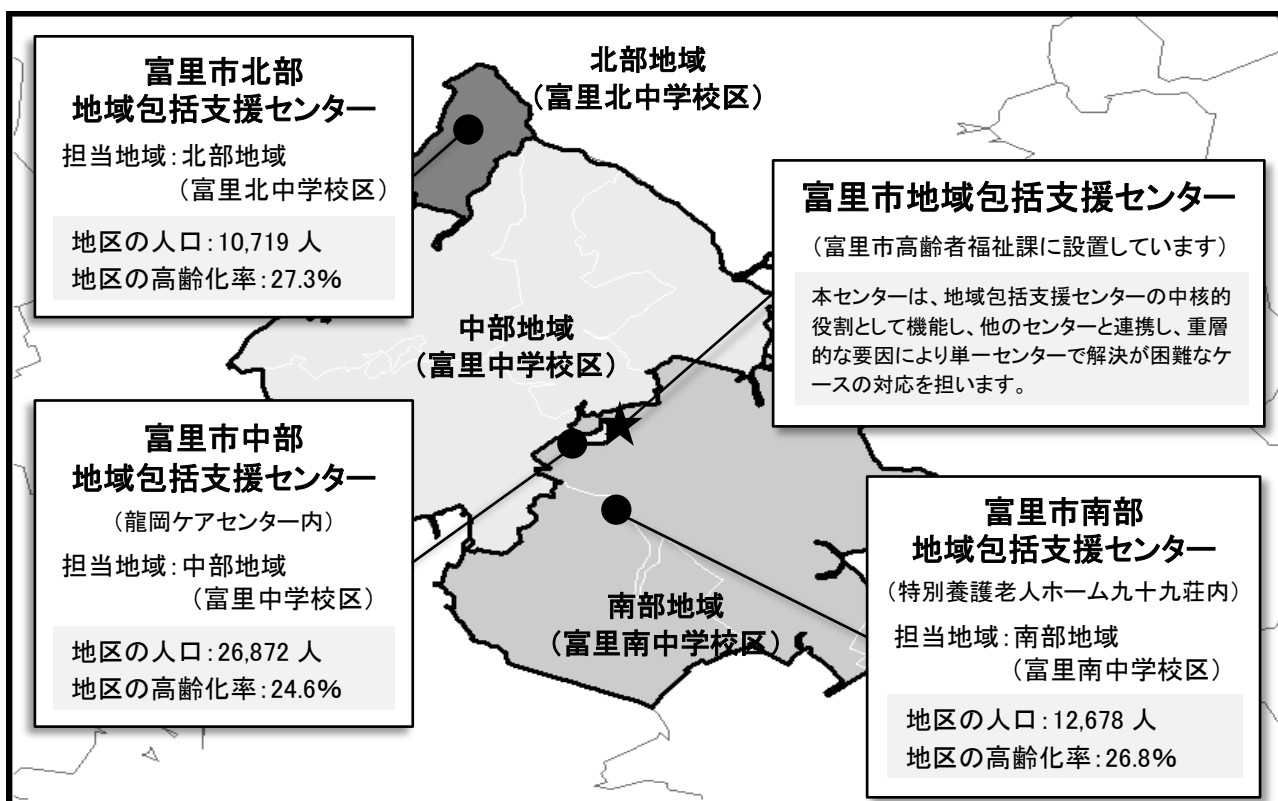 富里市北部
地域包括支援センター
担当地域：北部地域
（富里北中学校区）
地区の人口：10,719 人
地区の高齢化率：27.3%
北部地域
（富里北中学校区）
富里市地域包括支援センター
（富里市高齢者福祉課に設置しています）
本センターは、地域包括支援センターの中核的
役割として機能し、他のセンターと連携し、重層
的な要因により単一センターで解決が困難なケ
ースの対応を担います。
中部地域
（富里中学校区）
富里市中部
地域包括支援センター
（龍岡ケアセンター内）
担当地域：中部地域
（富里中学校区）
地区の人口：26,872 人
地区の高齢化率：24.6%
南部地域
（富里南中学校区）
富里市南部
地域包括支援センター
（特別養護老人ホーム九十九荘内）
担当地域：南部地域
（富里南中学校区）
地区の人口：12,678 人
地区の高齢化率：26.8%